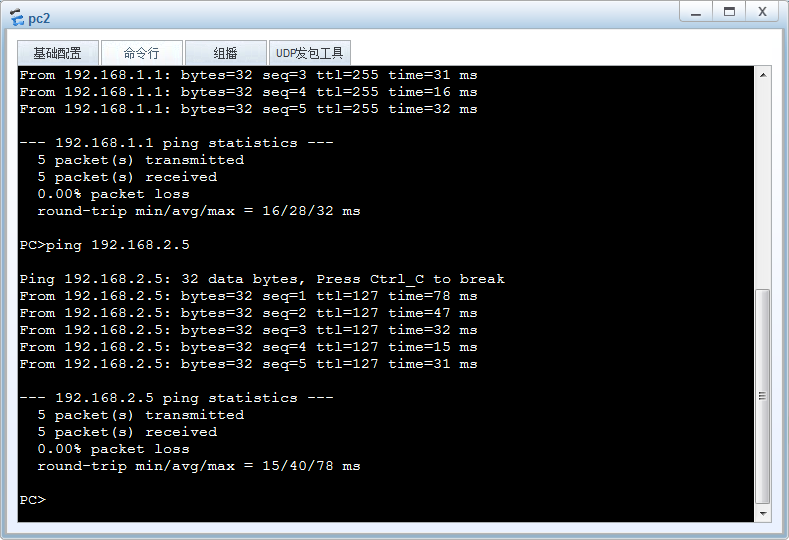 pc2
基础配置 命令行 组播 UDP发包工具
From 192.168.1.1: bytes=32 seq=3 ttl=255 time=31 ms
From 192.168.1.1: bytes=32 seq=4 ttl=255 time=16 ms
From 192.168.1.1: bytes=32 seq=5 ttl=255 time=32 ms
--- 192.168.1.1 ping statistics ---
5 packet(s) transmitted
5 packet(s) received
0.00% packet loss
round-trip min/avg/max = 16/28/32 ms
PC>ping 192.168.2.5
Ping 192.168.2.5: 32 data bytes, Press Ctrl_C to break
From 192.168.2.5: bytes=32 seq=1 ttl=127 time=78 ms
From 192.168.2.5: bytes=32 seq=2 ttl=127 time=47 ms
From 192.168.2.5: bytes=32 seq=3 ttl=127 time=32 ms
From 192.168.2.5: bytes=32 seq=4 ttl=127 time=15 ms
From 192.168.2.5: bytes=32 seq=5 ttl=127 time=31 ms
--- 192.168.2.5 ping statistics ---
5 packet(s) transmitted
5 packet(s) received
0.00% packet loss
round-trip min/avg/max = 15/40/78 ms
PC>